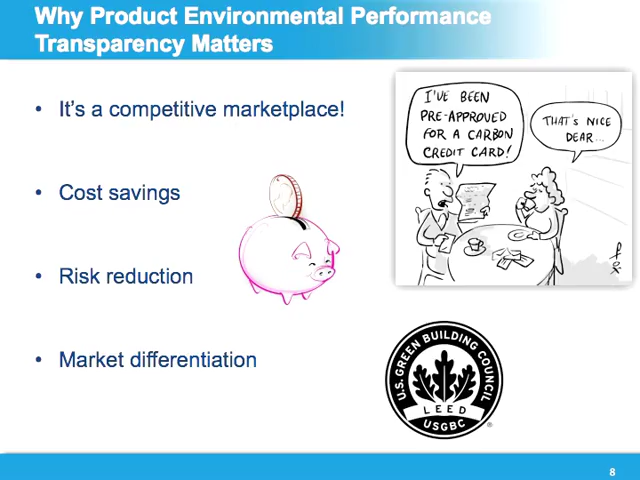 Why Product Environmental Performance
Transparency Matters
• It's a competitive marketplace!
• Cost savings
• Risk reduction
• Market differentiation
I'VE BEEN
PRE-APPROVED
FOR A CARBON
CREDIT CARD!
THAT'S NICE
DEAR...
U.S. GREEN BUILDING COUNCIL
LEED
USGBC
®
8